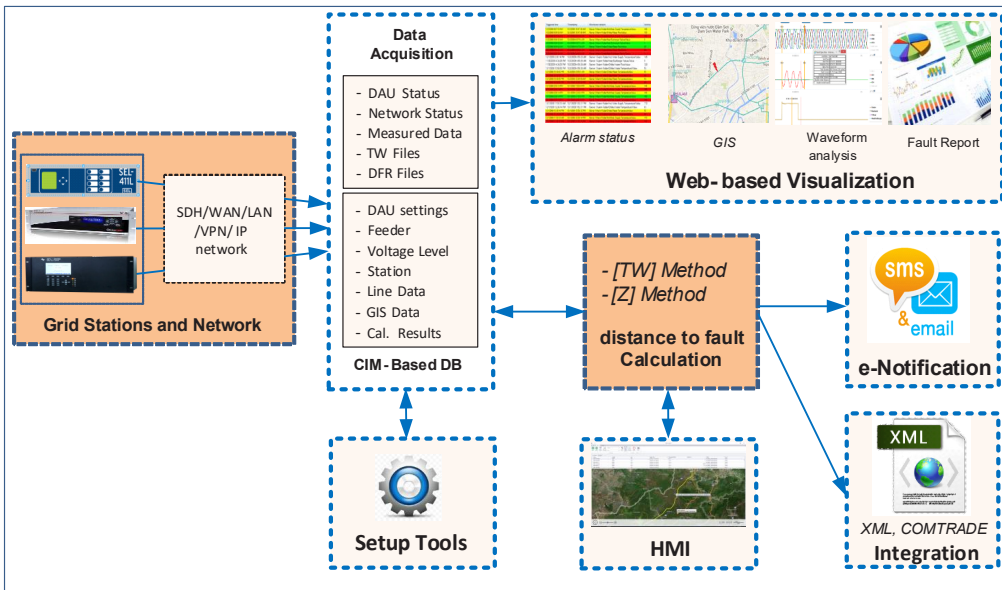 Data
Acquisition
- DAU Status
- Network Status
- Measured Data
- TW Files
- DFR Files
- DAU settings
- Feeder
- Voltage Level
- Station
- Line Data
- GIS Data
- Cal. Results
CIM-Based DB
SEL-
411L
SDH/WAN/LAN
/VPN/ IP
network
Grid Stations and Network
Alarm status
GIS
Waveform
analysis
Fault Report
Web-based Visualization
- [TW] Method
- [Z] Method
distance to fault
Calculation
sms
& email
e-Notification
XML
XML, COMTRADE
Integration
Setup Tools
HMI